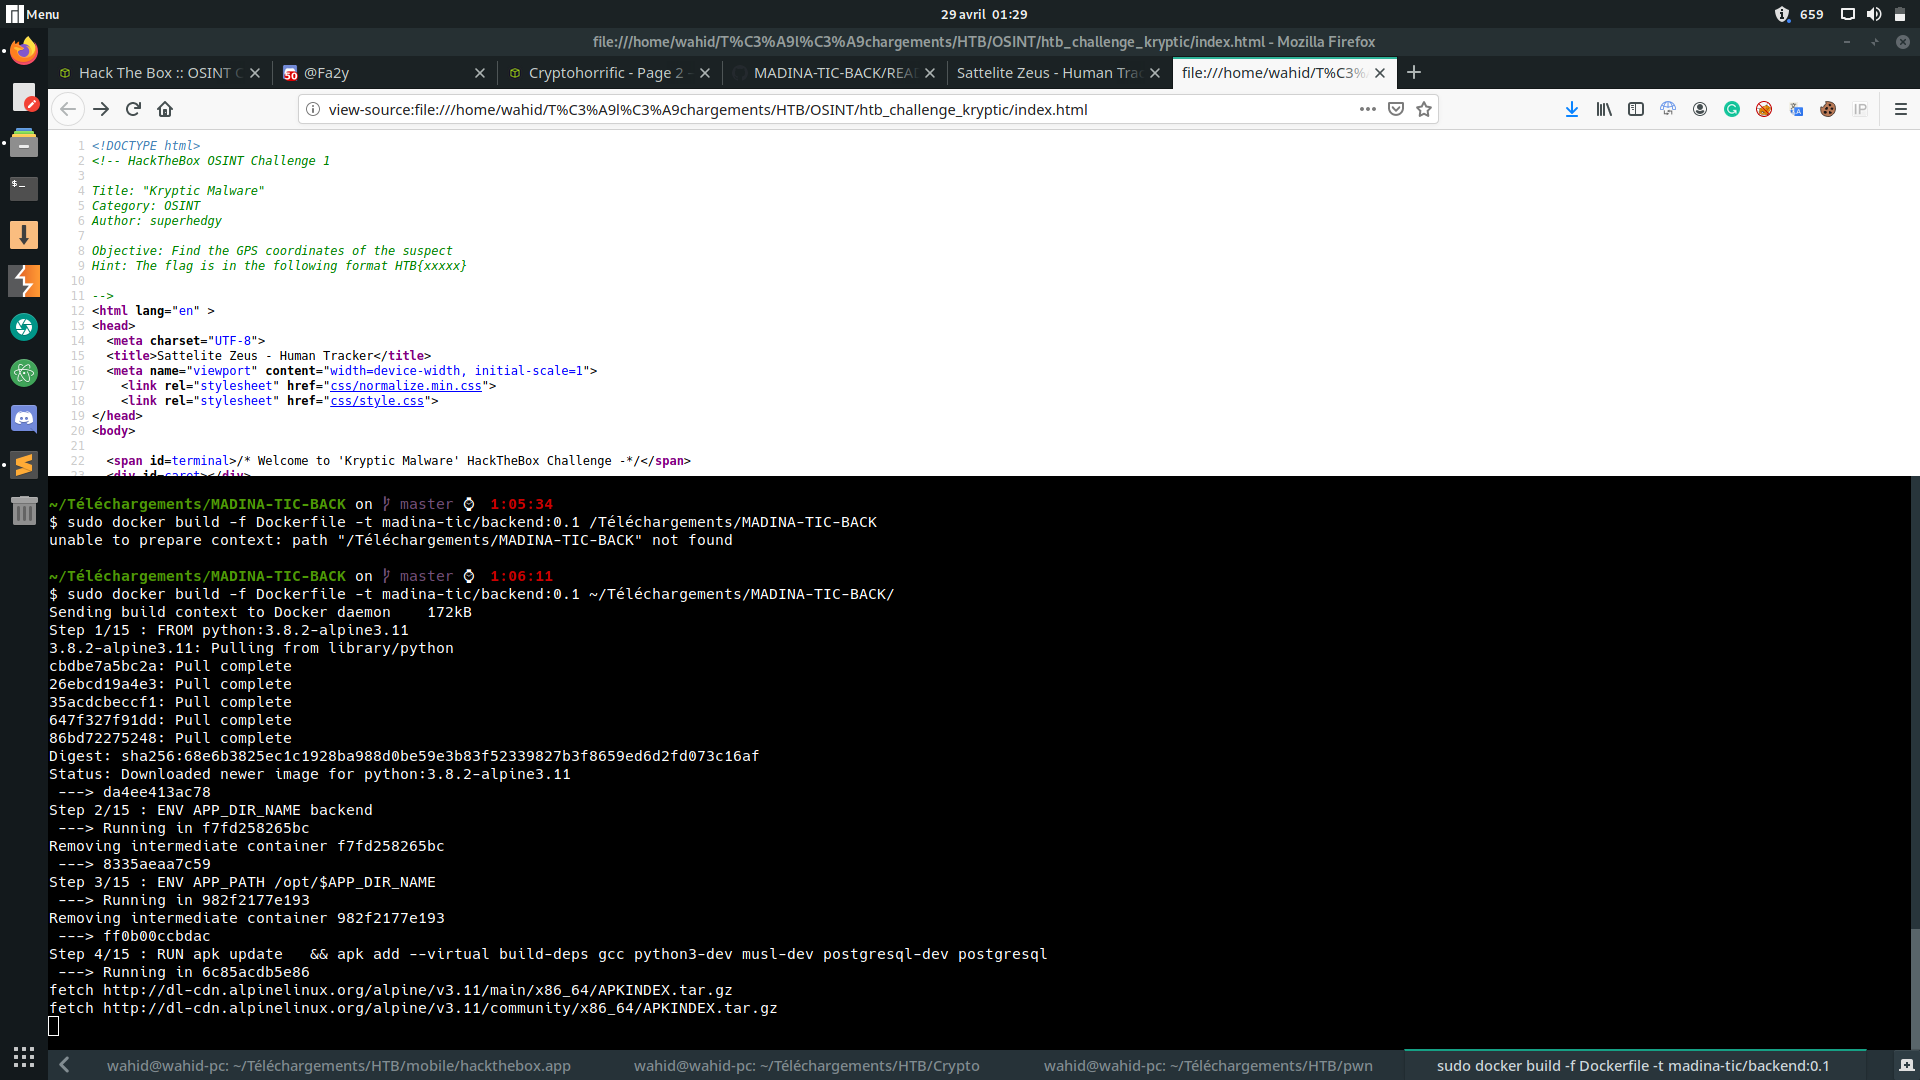 Menu
29 avril 01:29
659
file:///home/wahid/T%C3%A9l%C3%A9chargements/HTB/OSINT/htb_challenge_kryptic/index.html - Mozilla Firefox
Hack The Box :: OSINT C
50 @Fa2y
Cryptohorrific - Page 2 -
MADINA-TIC-BACK/REA
Sattelite Zeus - Human Tra
file:///home/wahid/T%C3%
view-source:file:///home/wahid/T%C3%A9l%C3%A9chargements/HTB/OSINT/htb_challenge_kryptic/index.html
IP
1 <!DOCTYPE html>
2 <!-- HackTheBox OSINT Challenge 1
3
4 Title: "Kryptic Malware"
5 Category: OSINT
6 Author: superhedgy
7
8 Objective: Find the GPS coordinates of the suspect
9 Hint: The flag is in the following format HTB{xxxxx}
10
11 -->
12 <html lang="en" >
13 <head>
14 <meta charset="UTF-8">
15 <title>Sattelite Zeus - Human Tracker</title>
16 <meta name="viewport" content="width=device-width, initial-scale=1">
17 <link rel="stylesheet" href="css/normalize.min.css">
18 <link rel="stylesheet" href="css/style.css">
19 </head>
20 <body>
21
22 <span id=terminal>/* Welcome to 'Kryptic Malware' HackTheBox Challenge -*/</span>
23 <div id=caret></div>
~/Téléchargements/MADINA-TIC-BACK on master 1:05:34
$ sudo docker build -f Dockerfile -t madina-tic/backend:0.1 /Téléchargements/MADINA-TIC-BACK
unable to prepare context: path "/Téléchargements/MADINA-TIC-BACK" not found
~/Téléchargements/MADINA-TIC-BACK on master 1:06:11
$ sudo docker build -f Dockerfile -t madina-tic/backend:0.1 ~/Téléchargements/MADINA-TIC-BACK/
Sending build context to Docker daemon 172kB
Step 1/15 : FROM python:3.8.2-alpine3.11
3.8.2-alpine3.11: Pulling from library/python
cbdbe7a5bc2a: Pull complete
26ebcd19a4e3: Pull complete
35acdcbeccf1: Pull complete
647f327f91dd: Pull complete
86bd72275248: Pull complete
Digest: sha256:68e6b3825ec1c1928ba988d0be59e3b83f52339827b3f8659ed6d2fd073c16af
Status: Downloaded newer image for python:3.8.2-alpine3.11
---> da4ee413ac78
Step 2/15 : ENV APP_DIR_NAME backend
---> Running in f7fd258265bc
Removing intermediate container f7fd258265bc
---> 8335aeaa7c59
Step 3/15 : ENV APP_PATH /opt/$APP_DIR_NAME
---> Running in 982f2177e193
Removing intermediate container 982f2177e193
---> ff0b00ccbdac
Step 4/15 : RUN apk update && apk add --virtual build-deps gcc python3-dev musl-dev postgresql-dev postgresql
---> Running in 6c85acdb5e86
fetch http://dl-cdn.alpinelinux.org/alpine/v3.11/main/x86_64/APKINDEX.tar.gz
fetch http://dl-cdn.alpinelinux.org/alpine/v3.11/community/x86_64/APKINDEX.tar.gz
wahid@wahid-pc: ~/Téléchargements/HTB/mobile/hackthebox.app
wahid@wahid-pc: ~/Téléchargements/HTB/Crypto
wahid@wahid-pc: ~/Téléchargements/HTB/pwn
sudo docker build -f Dockerfile -t madina-tic/backend:0.1